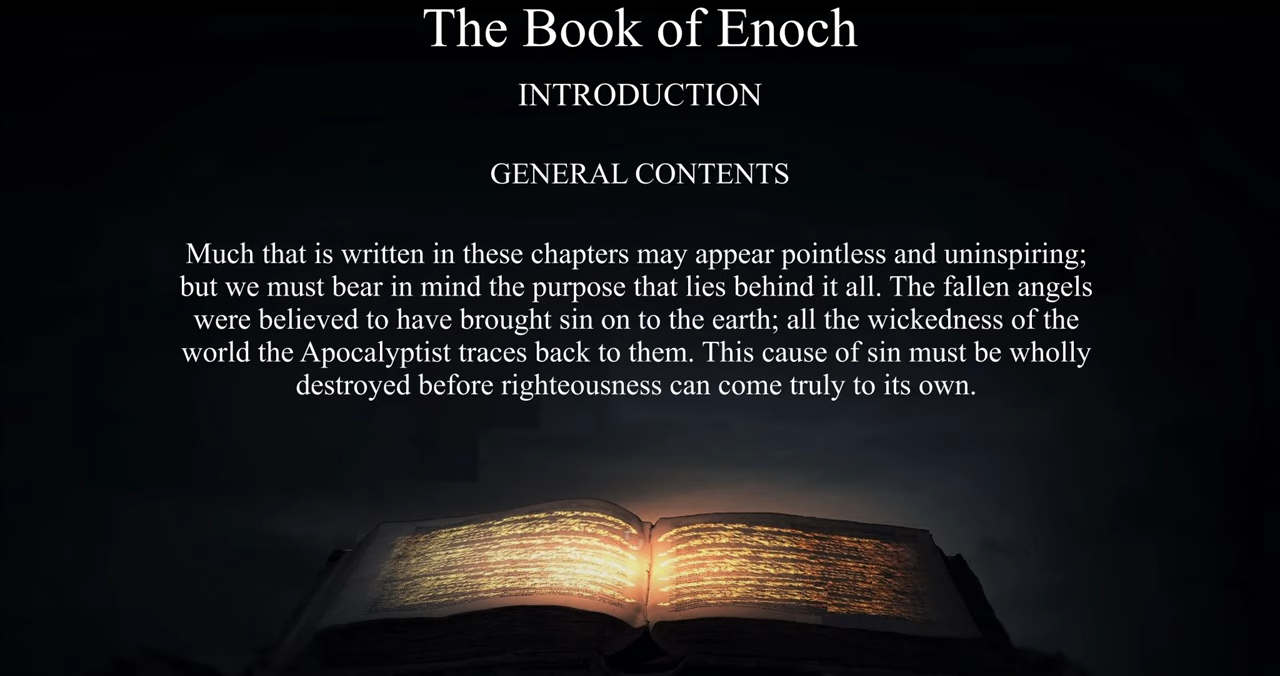 The Book of Enoch
INTRODUCTION
GENERAL CONTENTS
Much that is written in these chapters may appear pointless and uninspiring;
but we must bear in mind the purpose that lies behind it all. The fallen angels
were believed to have brought sin on to the earth; all the wickedness of the
world the Apocalyptist traces back to them. This cause of sin must be wholly
destroyed before righteousness can come truly to its own.